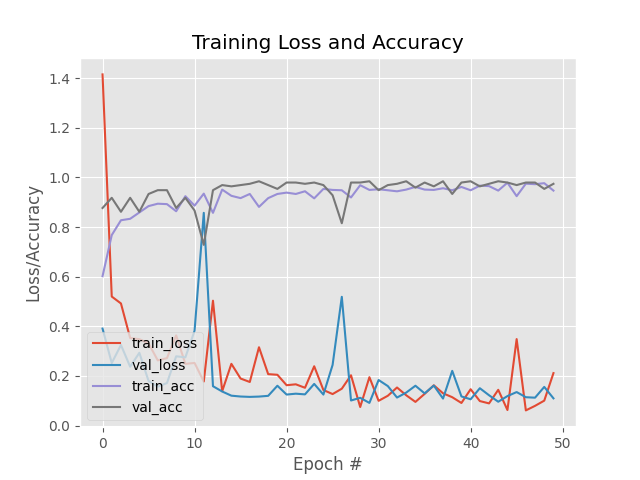 Training Loss and Accuracy
1.4
1.2
1.0
0.8
0.6
0.4
0.2
0.0
Loss/Accuracy
train_loss
val_loss
train_acc
val_acc
0 10 20 30 40 50
Epoch #